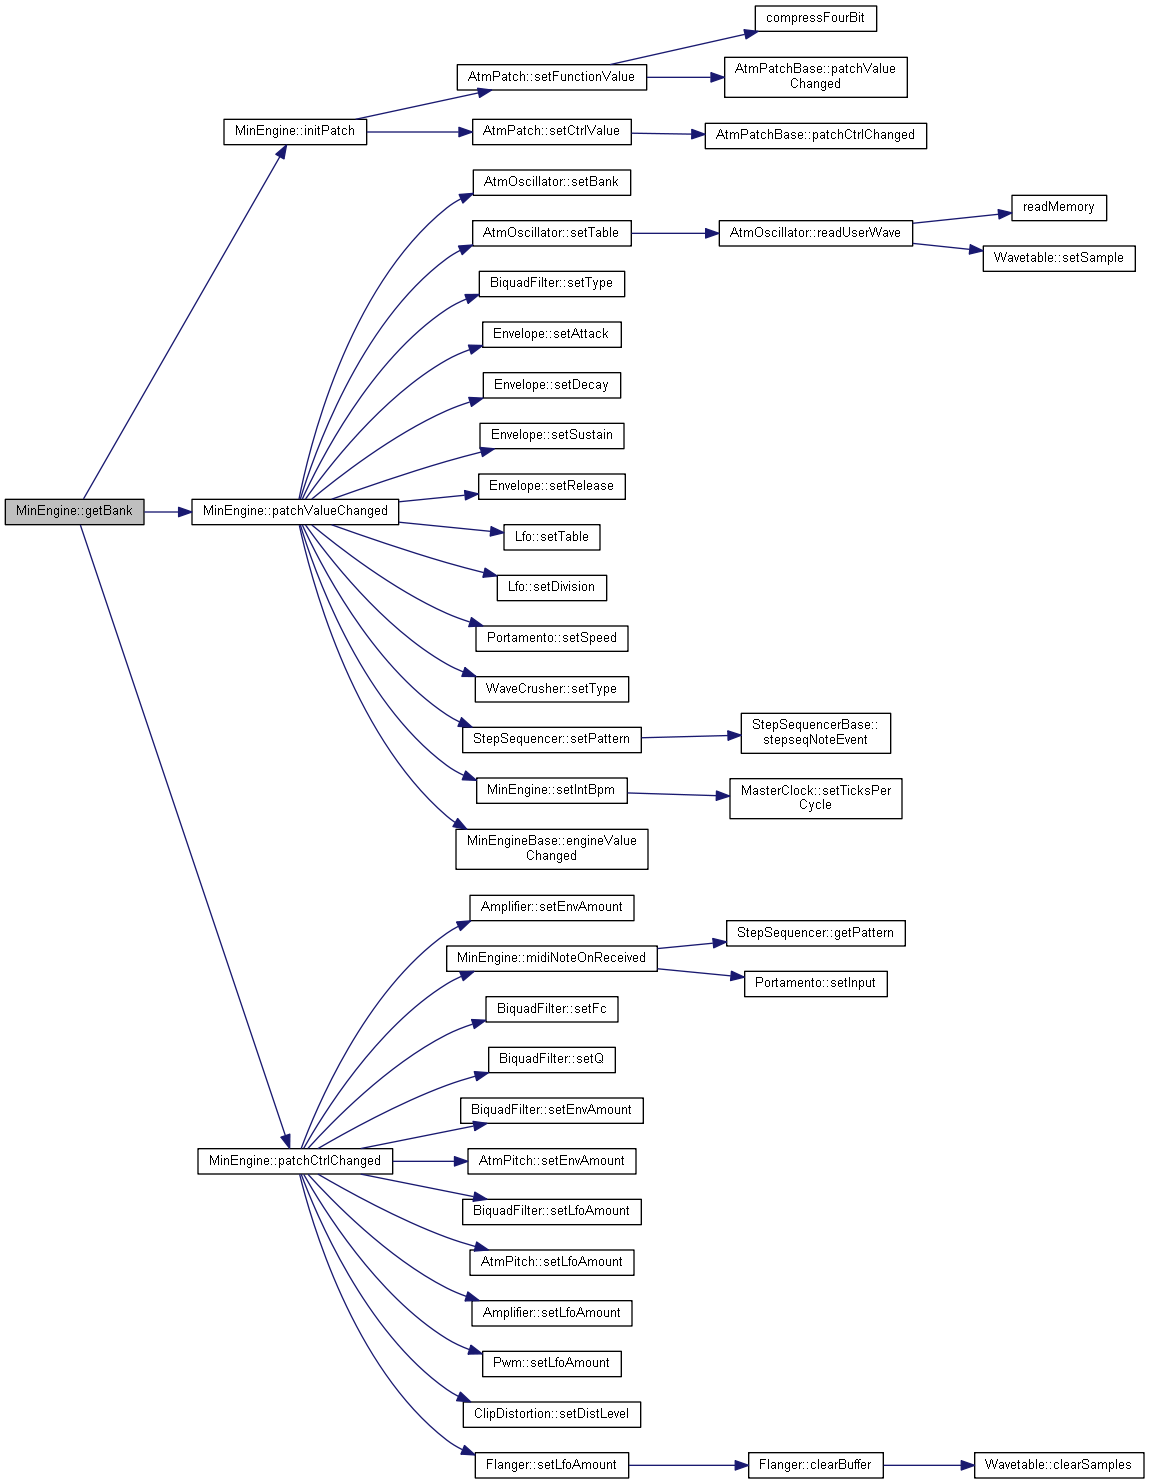 compressFourBit
AtmPatch::setFunctionValue
AtmPatchBase::patchValue
Changed
MinEngine::initPatch
AtmPatch::setCtrlValue
AtmPatchBase::patchCtrlChanged
AtmOscillator::setBank
readMemory
AtmOscillator::setTable
AtmOscillator::readUserWave
Wavetable::setSample
BiquadFilter::setType
Envelope::setAttack
Envelope::setDecay
Envelope::setSustain
Envelope::setRelease
MinEngine::getBank
MinEngine::patchValueChanged
Lfo::setTable
Lfo::setDivision
Portamento::setSpeed
WaveCrusher::setType
StepSequencer::setPattern
StepSequencerBase::
stepseqNoteEvent
MinEngine::setIntBpm
MasterClock::setTicksPer
Cycle
MinEngineBase::engineValue
Changed
Amplifier::setEnvAmount
MinEngine::midiNoteOnReceived
StepSequencer::getPattern
Portamento::setInput
BiquadFilter::setFc
BiquadFilter::setQ
BiquadFilter::setEnvAmount
MinEngine::patchCtrlChanged
AtmPitch::setEnvAmount
BiquadFilter::setLfoAmount
AtmPitch::setLfoAmount
Amplifier::setLfoAmount
Pwm::setLfoAmount
ClipDistortion::setDistLevel
Flanger::setLfoAmount
Flanger::clearBuffer
Wavetable::clearSamples